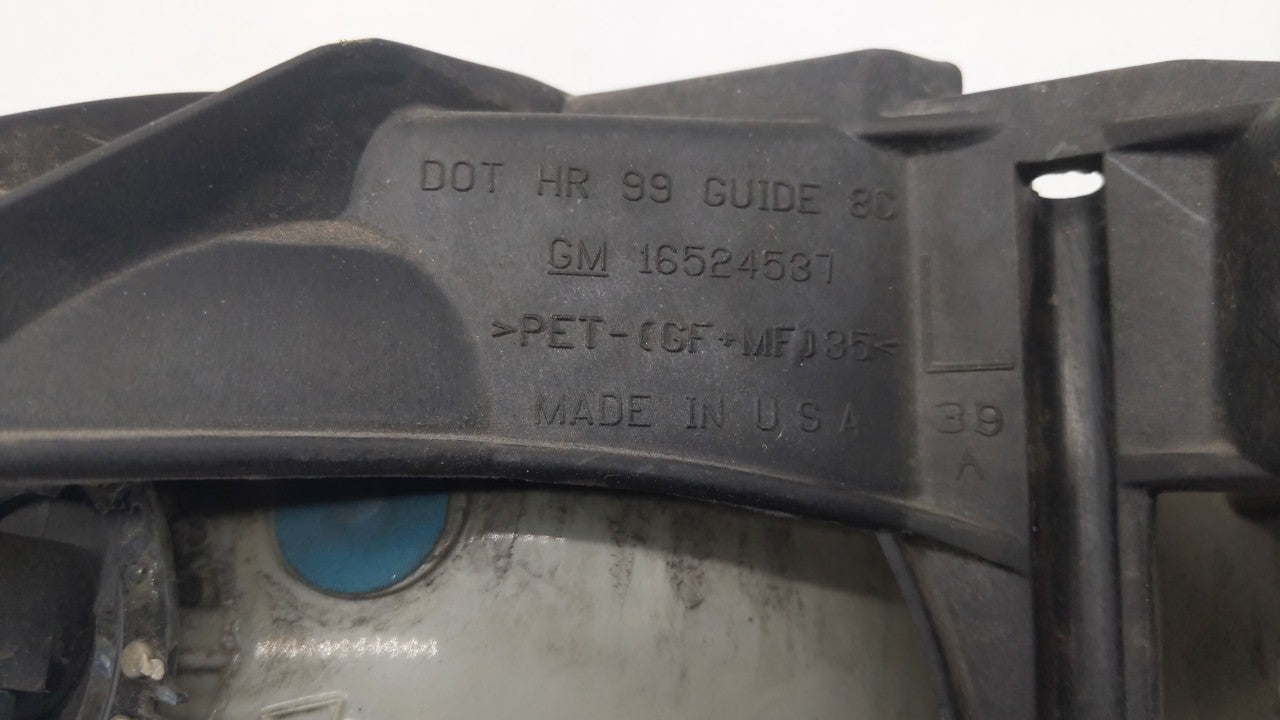 DOT HR 99 GUIDE 8C
GM 16524537
>PET-(GF+MF)35<
MADE IN U S A
L
39
A